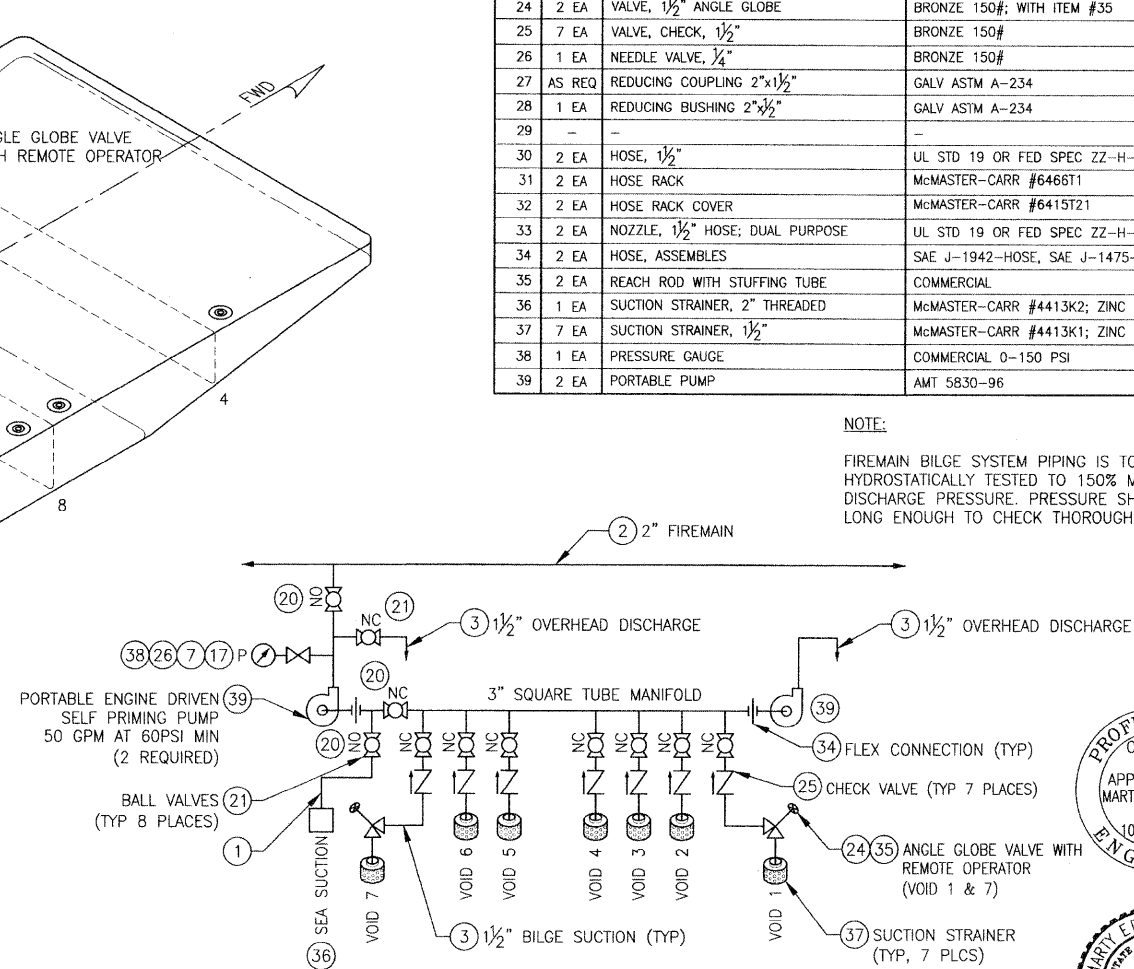 24 2 EA VALVE, 1½" ANGLE GLOBE BRONZE 150#; WITH ITEM #35
25 7 EA VALVE, CHECK, 1½" BRONZE 150#
26 1 EA NEEDLE VALVE, ¼" BRONZE 150#
27 AS REQ REDUCING COUPLING 2"x1½" GALV ASTM A-234
28 1 EA REDUCING BUSHING 2"x½" GALV ASTM A-234
29 - - -
30 2 EA HOSE, 1½" UL STD 19 OR FED SPEC ZZ-H-
31 2 EA HOSE RACK McMASTER-CARR #6466T1
32 2 EA HOSE RACK COVER McMASTER-CARR #6415T21
33 2 EA NOZZLE, 1½" HOSE; DUAL PURPOSE UL STD 19 OR FED SPEC ZZ-H-
34 2 EA HOSE, ASSEMBLES SAE J-1942-HOSE, SAE J-1475-
35 2 EA REACH ROD WITH STUFFING TUBE COMMERCIAL
36 1 EA SUCTION STRAINER, 2" THREADED McMASTER-CARR #4413K2; ZINC
37 7 EA SUCTION STRAINER, 1½" McMASTER-CARR #4413K1; ZINC
38 1 EA PRESSURE GAUGE COMMERCIAL 0-150 PSI
39 2 EA PORTABLE PUMP AMT 5830-96
FWD
GLE GLOBE VALVE
H REMOTE OPERATOR
4
8
NOTE:
FIREMAIN BILGE SYSTEM PIPING IS TO
HYDROSTATICALLY TESTED TO 150% M
DISCHARGE PRESSURE. PRESSURE SH
LONG ENOUGH TO CHECK THOROUGH
2 2" FIREMAIN
20 NO
NC 21
3 1½" OVERHEAD DISCHARGE
3 1½" OVERHEAD DISCHARGE
38 26 7 17 P
20
NC
3" SQUARE TUBE MANIFOLD
PORTABLE ENGINE DRIVEN 39
SELF PRIMING PUMP
50 GPM AT 60PSI MIN
(2 REQUIRED)
39
20 NO NC NC NC NC NC NC NC
34 FLEX CONNECTION (TYP)
BALL VALVES 21
(TYP 8 PLACES)
25 CHECK VALVE (TYP 7 PLACES)
1
SEA SUCTION
36
VOID 7
VOID 6
VOID 5
VOID 4
VOID 3
VOID 2
VOID 1
24 35 ANGLE GLOBE VALVE WITH
REMOTE OPERATOR
(VOID 1 & 7)
3 1½" BILGE SUCTION (TYP)
37 SUCTION STRAINER
(TYP, 7 PLCS)
PROF
APP
MART
10
ENG
MARTY E
STATE